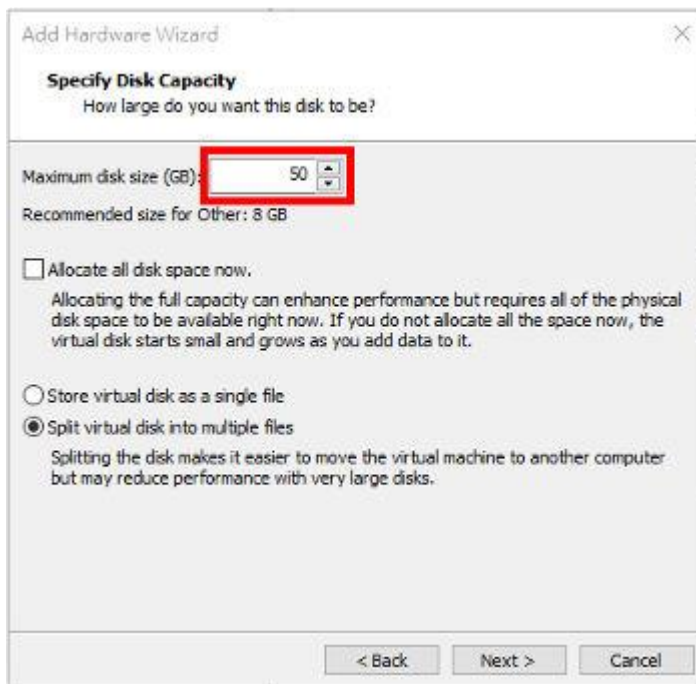 Add Hardware Wizard
Specify Disk Capacity
How large do you want this disk to be?
Maximum disk size (GB): 50
Recommended size for Other: 8 GB
Allocate all disk space now.
Allocating the full capacity can enhance performance but requires all of the physical
disk space to be available right now. If you do not allocate all the space now, the
virtual disk starts small and grows as you add data to it.
Store virtual disk as a single file
Split virtual disk into multiple files
Splitting the disk makes it easier to move the virtual machine to another computer
but may reduce performance with very large disks.
< Back Next > Cancel